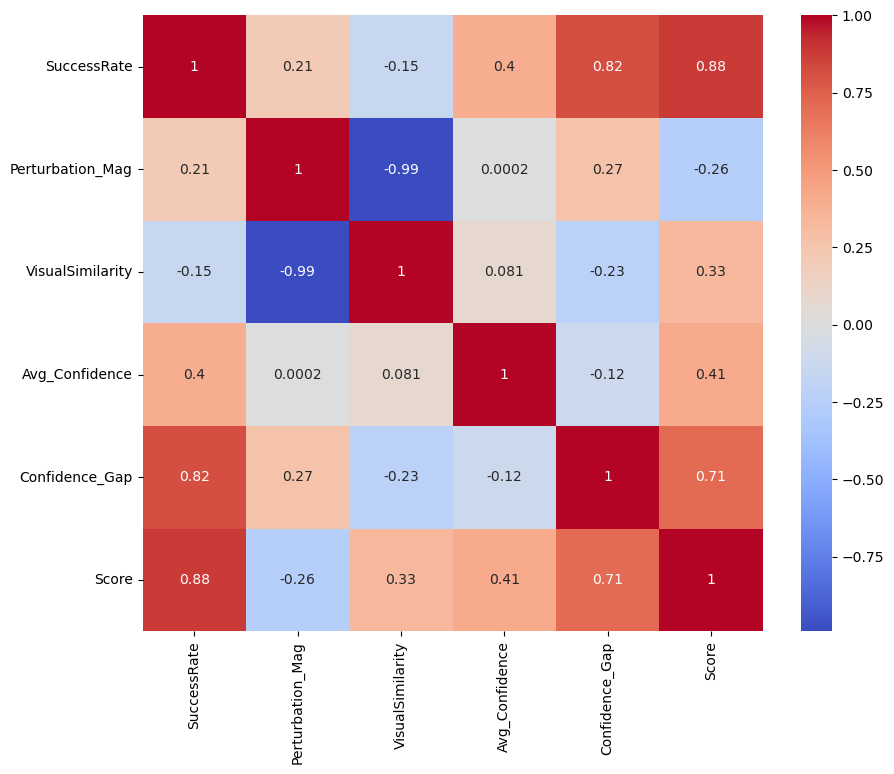 SuccessRate 1 0.21 -0.15 0.4 0.82 0.88
Perturbation_Mag 0.21 1 -0.99 0.0002 0.27 -0.26
VisualSimilarity -0.15 -0.99 1 0.081 -0.23 0.33
Avg_Confidence 0.4 0.0002 0.081 1 -0.12 0.41
Confidence_Gap 0.82 0.27 -0.23 -0.12 1 0.71
Score 0.88 -0.26 0.33 0.41 0.71 1
SuccessRate
Perturbation_Mag
VisualSimilarity
Avg_Confidence
Confidence_Gap
Score
1.00
0.75
0.50
0.25
0.00
−0.25
−0.50
−0.75